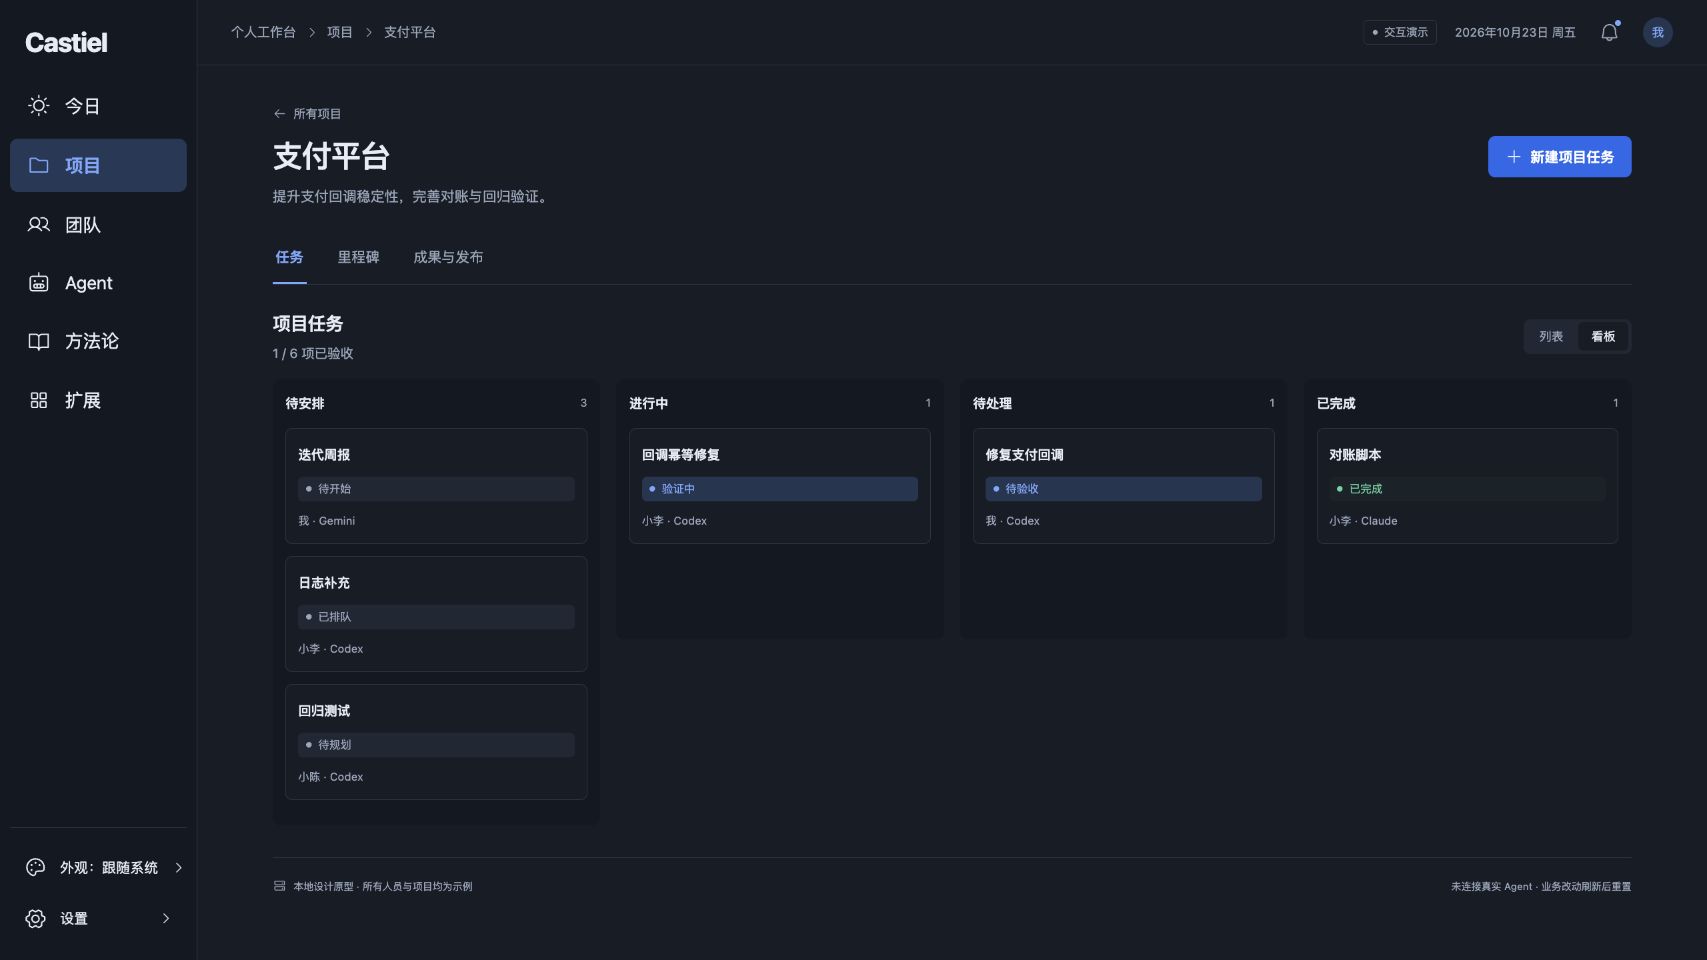 Castiel
今日
项目
团队
Agent
方法论
扩展
外观：跟随系统
设置
个人工作台 > 项目 > 支付平台
交互演示
2026年10月23日 周五
我
← 所有项目
支付平台
提升支付回调稳定性，完善对账与回归验证。
+ 新建项目任务
任务 里程碑 成果与发布
项目任务
1 / 6 项已验收
列表 看板
待安排 3
迭代周报
待开始
我 · Gemini
日志补充
已排队
小李 · Codex
回归测试
待规划
小陈 · Codex
进行中 1
回调幂等修复
验证中
小李 · Codex
待处理 1
修复支付回调
待验收
我 · Codex
已完成 1
对账脚本
已完成
小李 · Claude
本地设计原型 · 所有人员与项目均为示例
未连接真实 Agent · 业务改动刷新后重置